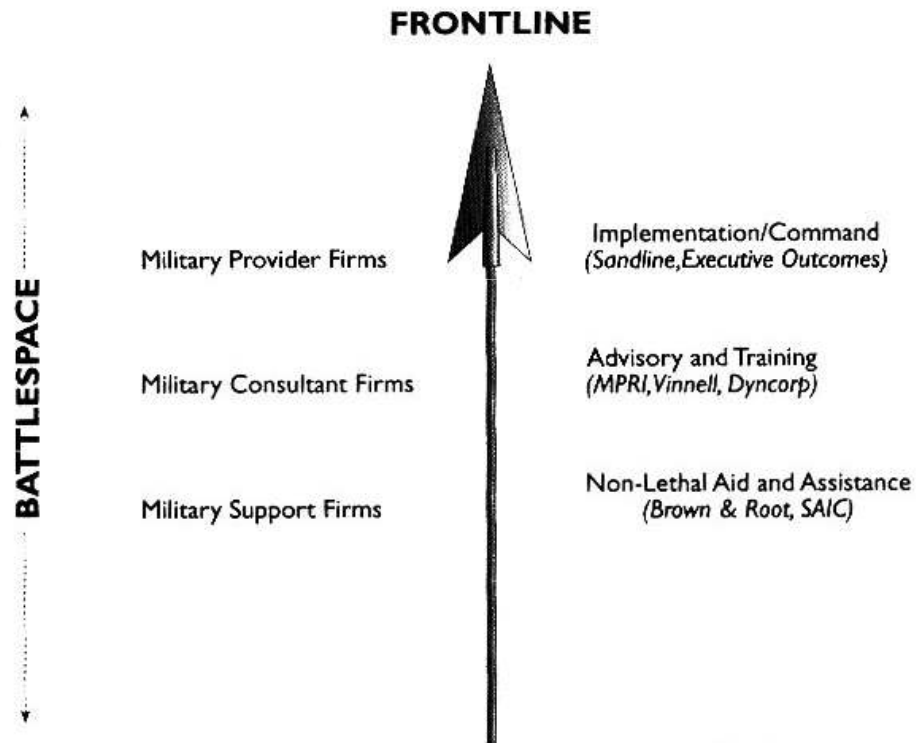 FRONTLINE
BATTLESPACE
Military Provider Firms
Implementation/Command
(Sandline,Executive Outcomes)
Military Consultant Firms
Advisory and Training
(MPRI,Vinnell, Dyncorp)
Military Support Firms
Non-Lethal Aid and Assistance
(Brown & Root, SAIC)